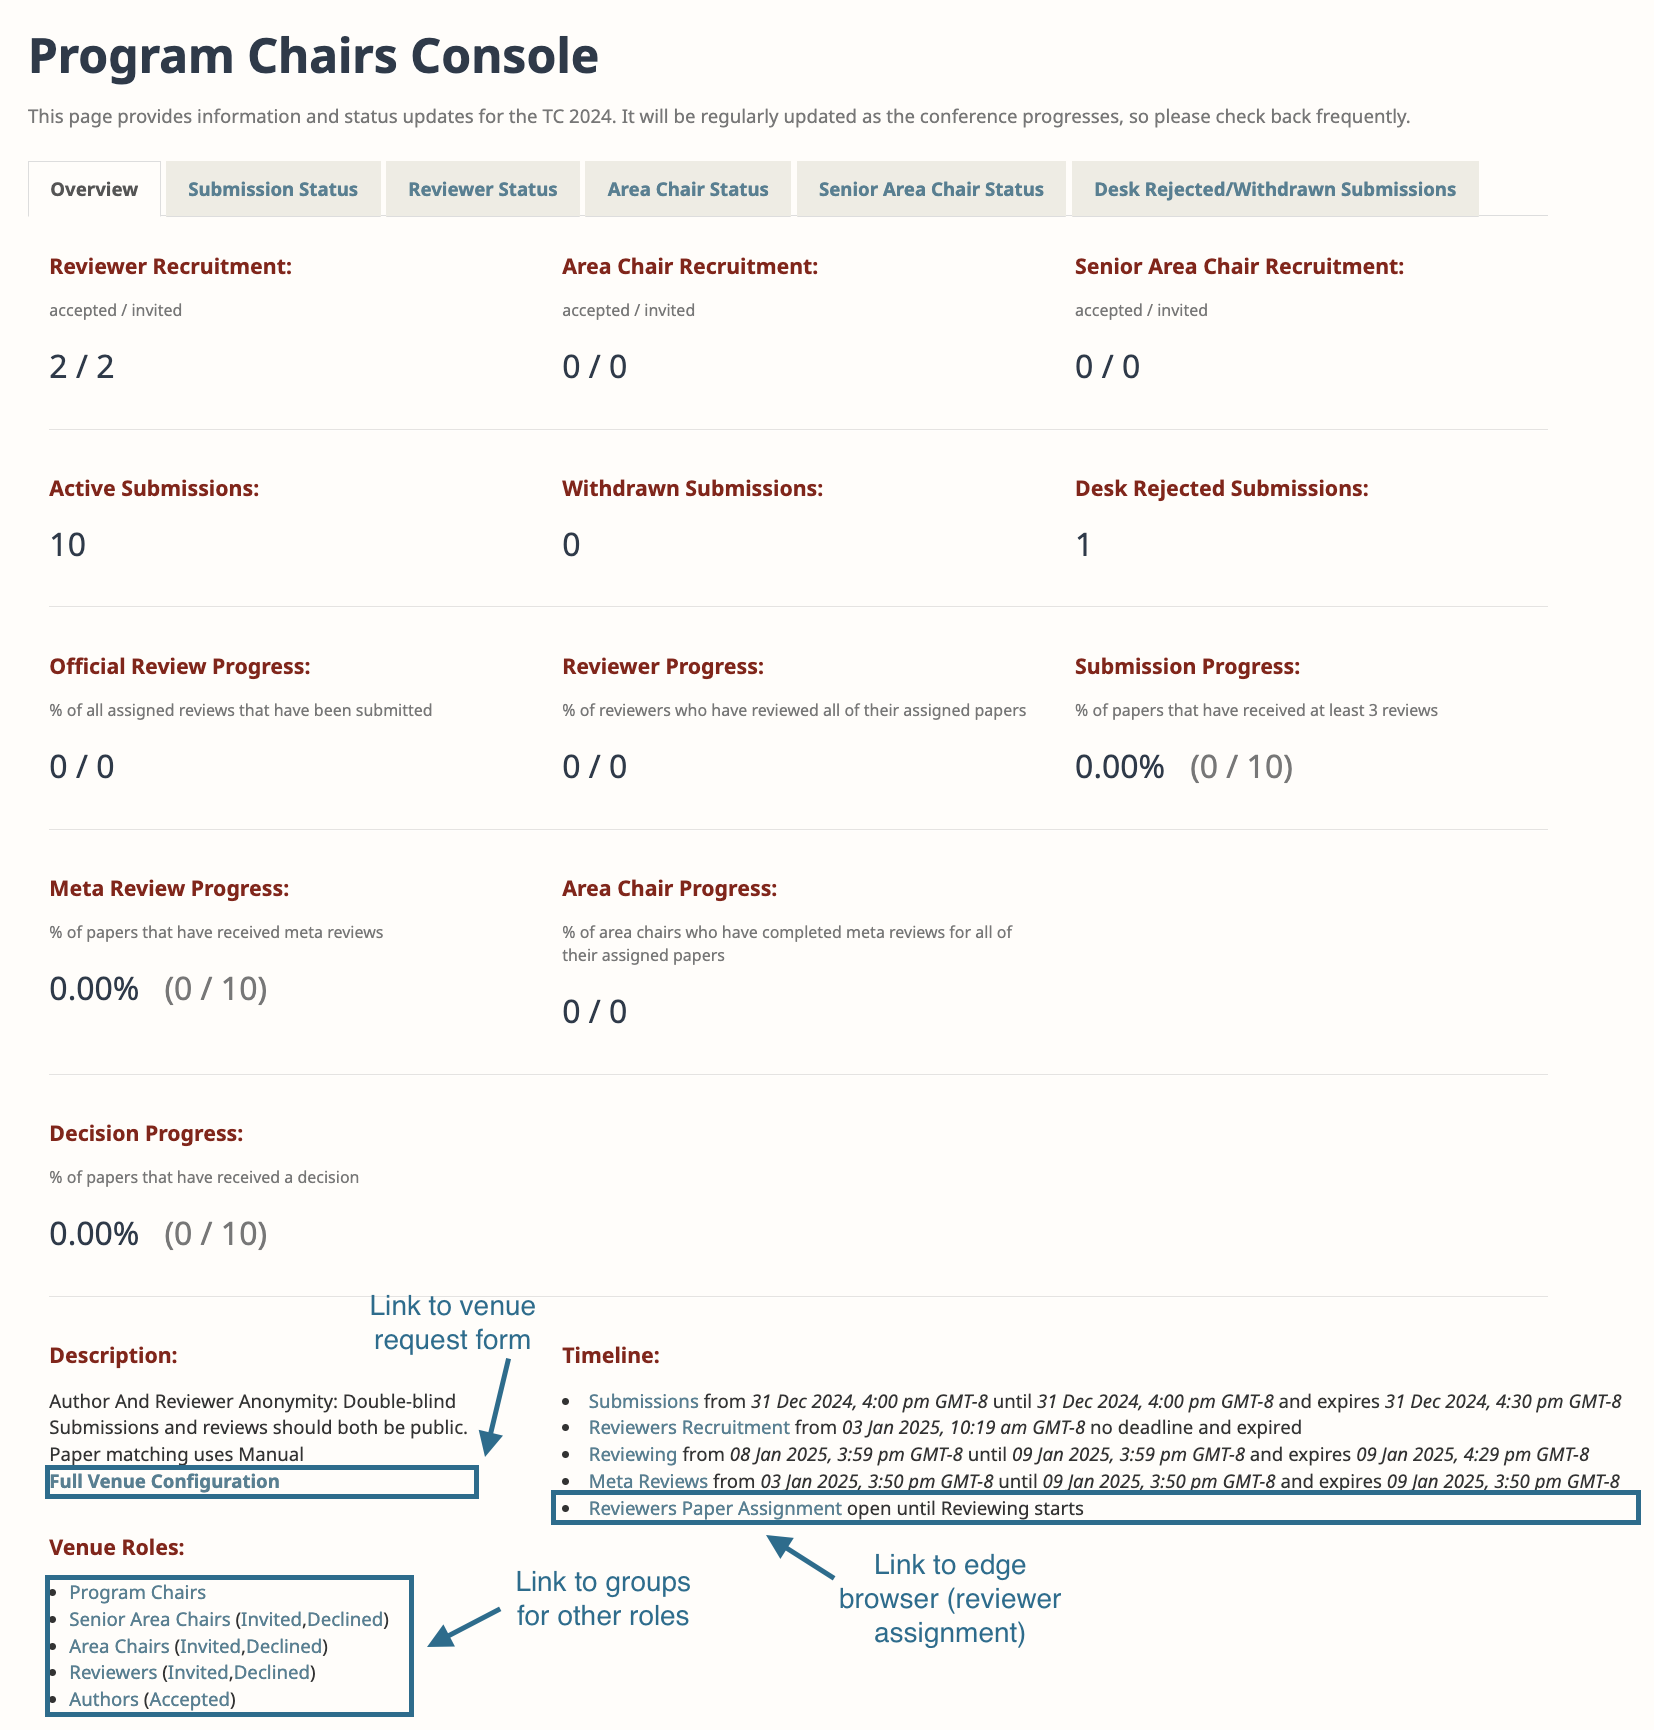 Program Chairs Console
This page provides information and status updates for the TC 2024. It will be regularly updated as the conference progresses, so please check back frequently.
Overview
Submission Status
Reviewer Status
Area Chair Status
Senior Area Chair Status
Desk Rejected/Withdrawn Submissions
Reviewer Recruitment:
accepted / invited
2 / 2
Area Chair Recruitment:
accepted / invited
0 / 0
Senior Area Chair Recruitment:
accepted / invited
0 / 0
Active Submissions:
10
Withdrawn Submissions:
0
Desk Rejected Submissions:
1
Official Review Progress:
% of all assigned reviews that have been submitted
0 / 0
Reviewer Progress:
% of reviewers who have reviewed all of their assigned papers
0 / 0
Submission Progress:
% of papers that have received at least 3 reviews
0.00% (0 / 10)
Meta Review Progress:
% of papers that have received meta reviews
0.00% (0 / 10)
Area Chair Progress:
% of area chairs who have completed meta reviews for all of
their assigned papers
0 / 0
Decision Progress:
% of papers that have received a decision
0.00% (0 / 10)
Link to venue
request form
Description:
Author And Reviewer Anonymity: Double-blind
Submissions and reviews should both be public.
Paper matching uses Manual
Full Venue Configuration
Timeline:
• Submissions from 31 Dec 2024, 4:00 pm GMT-8 until 31 Dec 2024, 4:00 pm GMT-8 and expires 31 Dec 2024, 4:30 pm GMT-8
• Reviewers Recruitment from 03 Jan 2025, 10:19 am GMT-8 no deadline and expired
• Reviewing from 08 Jan 2025, 3:59 pm GMT-8 until 09 Jan 2025, 3:59 pm GMT-8 and expires 09 Jan 2025, 4:29 pm GMT-8
• Meta Reviews from 03 Jan 2025, 3:50 pm GMT-8 until 09 Jan 2025, 3:50 pm GMT-8 and expires 09 Jan 2025, 3:50 pm GMT-8
• Reviewers Paper Assignment open until Reviewing starts
Venue Roles:
• Program Chairs
• Senior Area Chairs (Invited,Declined)
• Area Chairs (Invited,Declined)
• Reviewers (Invited,Declined)
• Authors (Accepted)
Link to groups
for other roles
Link to edge
browser (reviewer
assignment)